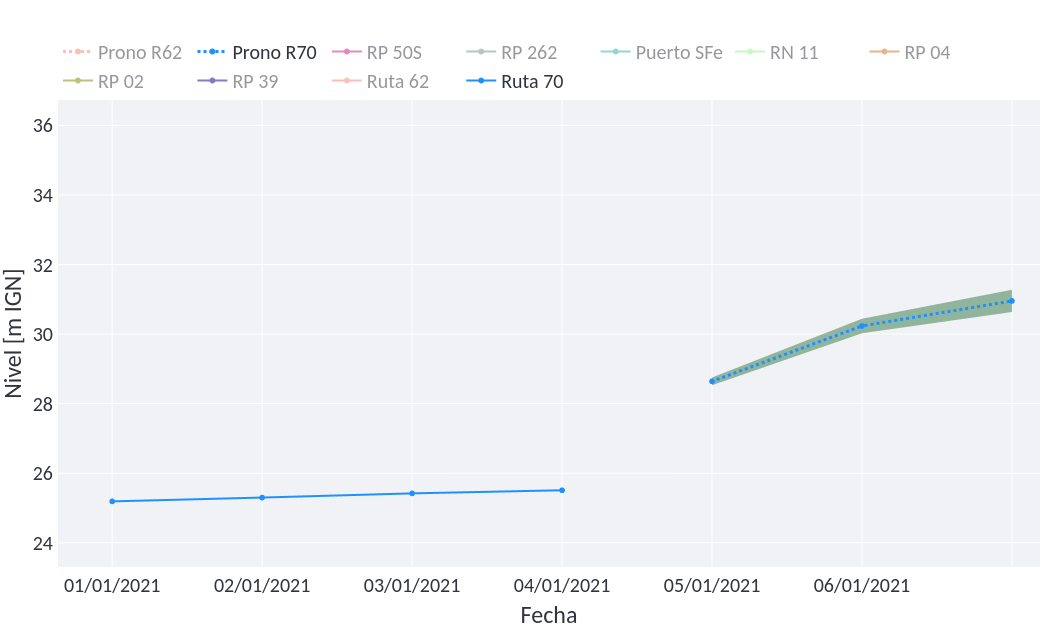 Prono R62 Prono R70 RP 50S RP 262 Puerto SFe RN 11 RP 04
RP 02 RP 39 Ruta 62 Ruta 70
36
34
32
30
28
26
24
Nivel [m IGN]
01/01/2021 02/01/2021 03/01/2021 04/01/2021 05/01/2021 06/01/2021
Fecha